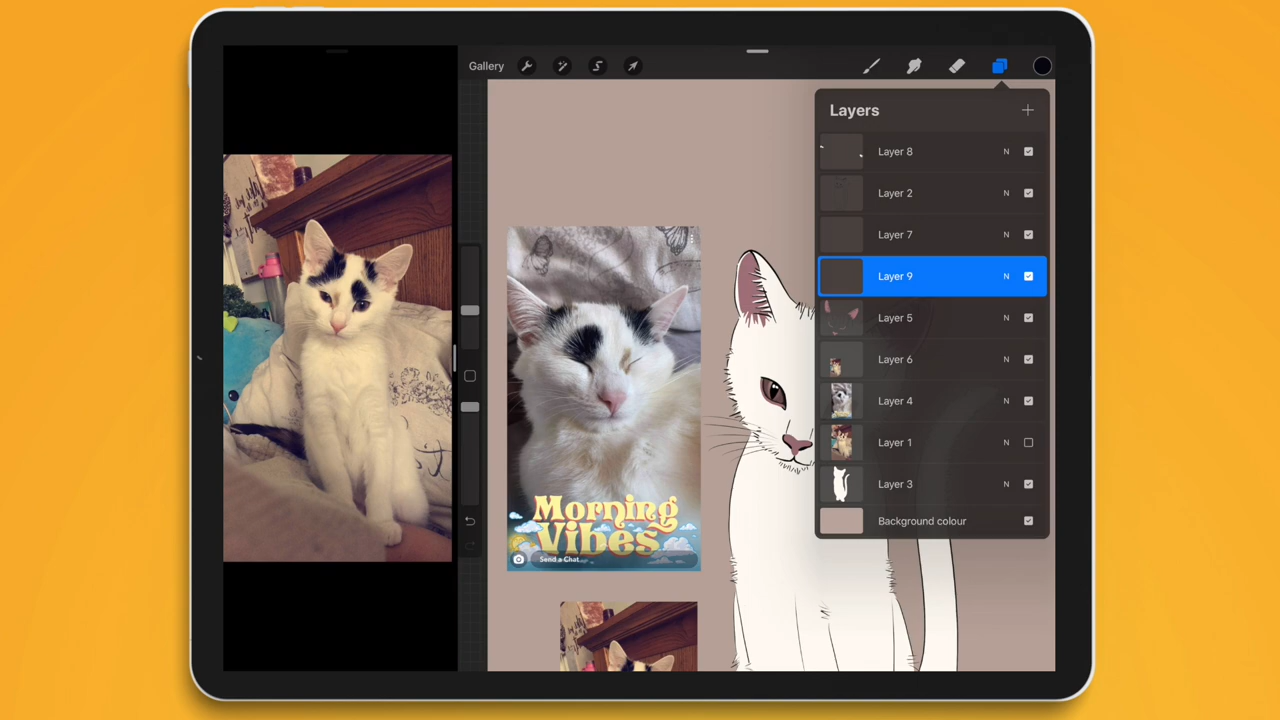 Gallery
Layers
Layer 8 N
Layer 2 N
Layer 7 N
Layer 9 N
Layer 5 N
Layer 6 N
Layer 4 N
Layer 1 N
Layer 3 N
Background colour
Morning
Vibes
Send a Chat